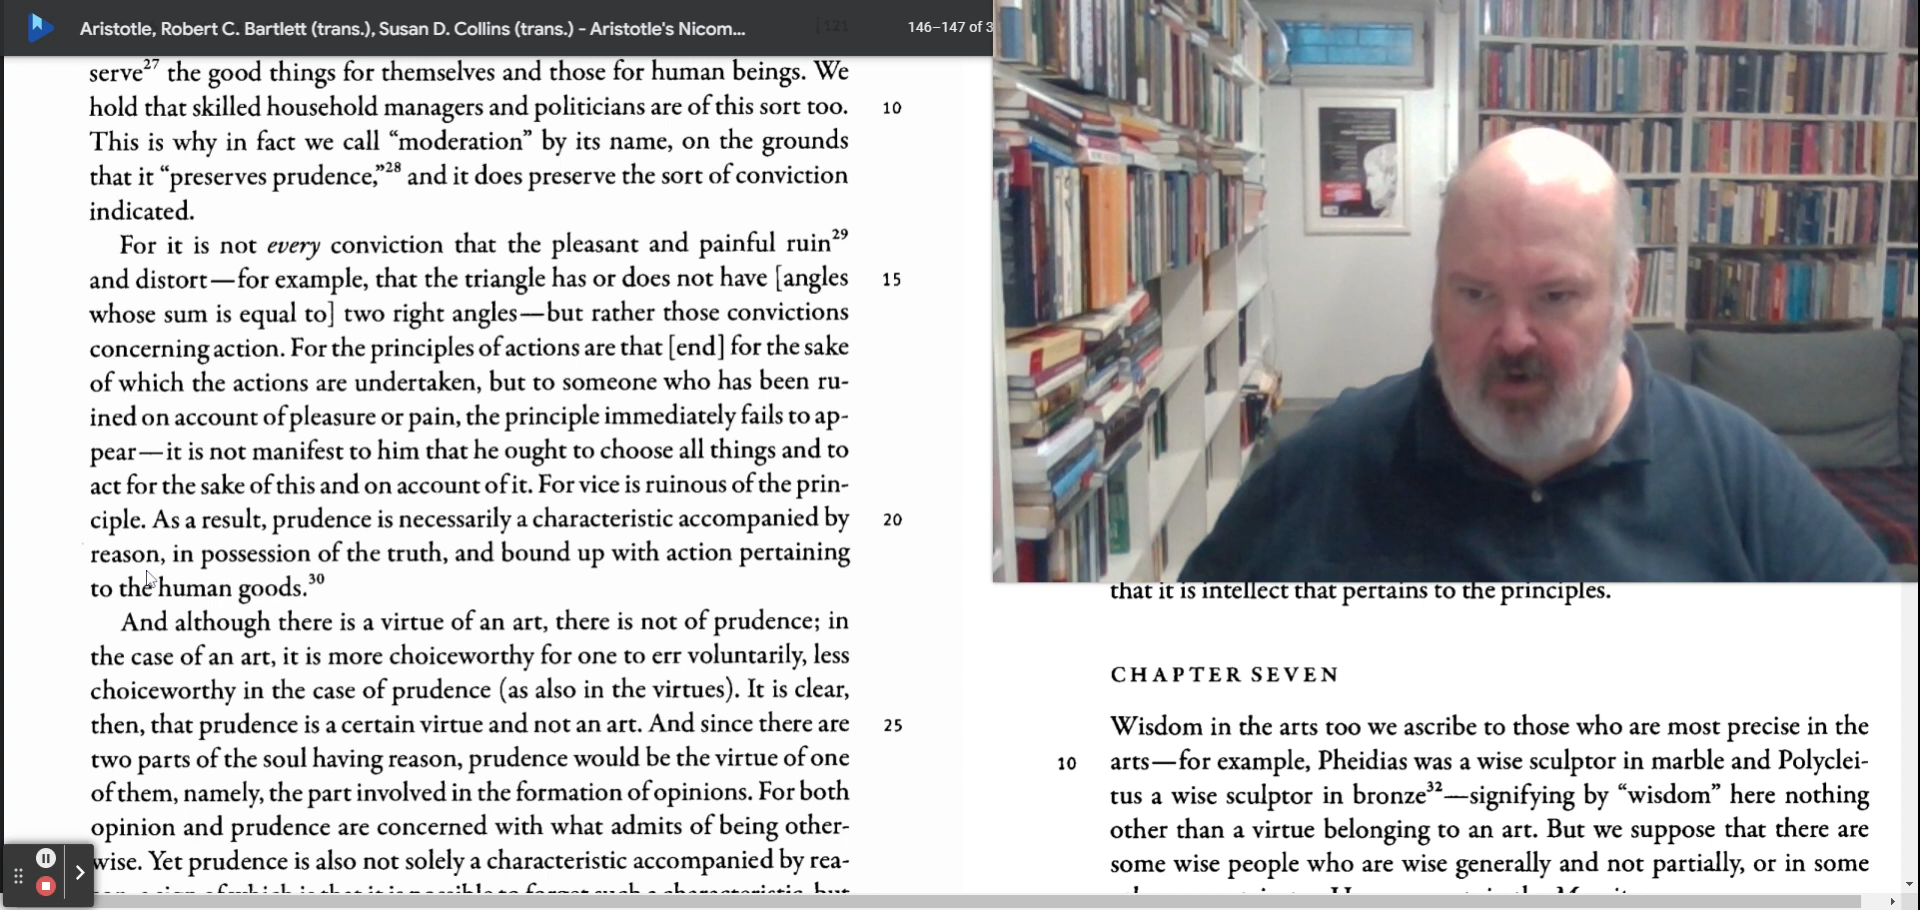 Aristotle, Robert C. Bartlett (trans.), Susan D. Collins (trans.) - Aristotle's Nicom...
121
146–147 of 3
serve27 the good things for themselves and those for human beings. We
hold that skilled household managers and politicians are of this sort too.
10
This is why in fact we call “moderation” by its name, on the grounds
that it “preserves prudence,”28 and it does preserve the sort of conviction
indicated.
For it is not every conviction that the pleasant and painful ruin29
and distort—for example, that the triangle has or does not have [angles
15
whose sum is equal to] two right angles—but rather those convictions
concerning action. For the principles of actions are that [end] for the sake
of which the actions are undertaken, but to someone who has been ru-
ined on account of pleasure or pain, the principle immediately fails to ap-
pear—it is not manifest to him that he ought to choose all things and to
act for the sake of this and on account of it. For vice is ruinous of the prin-
ciple. As a result, prudence is necessarily a characteristic accompanied by
20
reason, in possession of the truth, and bound up with action pertaining
to the human goods.30
And although there is a virtue of an art, there is not of prudence; in
the case of an art, it is more choiceworthy for one to err voluntarily, less
choiceworthy in the case of prudence (as also in the virtues). It is clear,
then, that prudence is a certain virtue and not an art. And since there are
25
two parts of the soul having reason, prudence would be the virtue of one
of them, namely, the part involved in the formation of opinions. For both
opinion and prudence are concerned with what admits of being other-
wise. Yet prudence is also not solely a characteristic accompanied by rea-
that it is intellect that pertains to the principles.
CHAPTER SEVEN
Wisdom in the arts too we ascribe to those who are most precise in the
10
arts—for example, Pheidias was a wise sculptor in marble and Polyclei-
tus a wise sculptor in bronze32—signifying by “wisdom” here nothing
other than a virtue belonging to an art. But we suppose that there are
some wise people who are wise generally and not partially, or in some